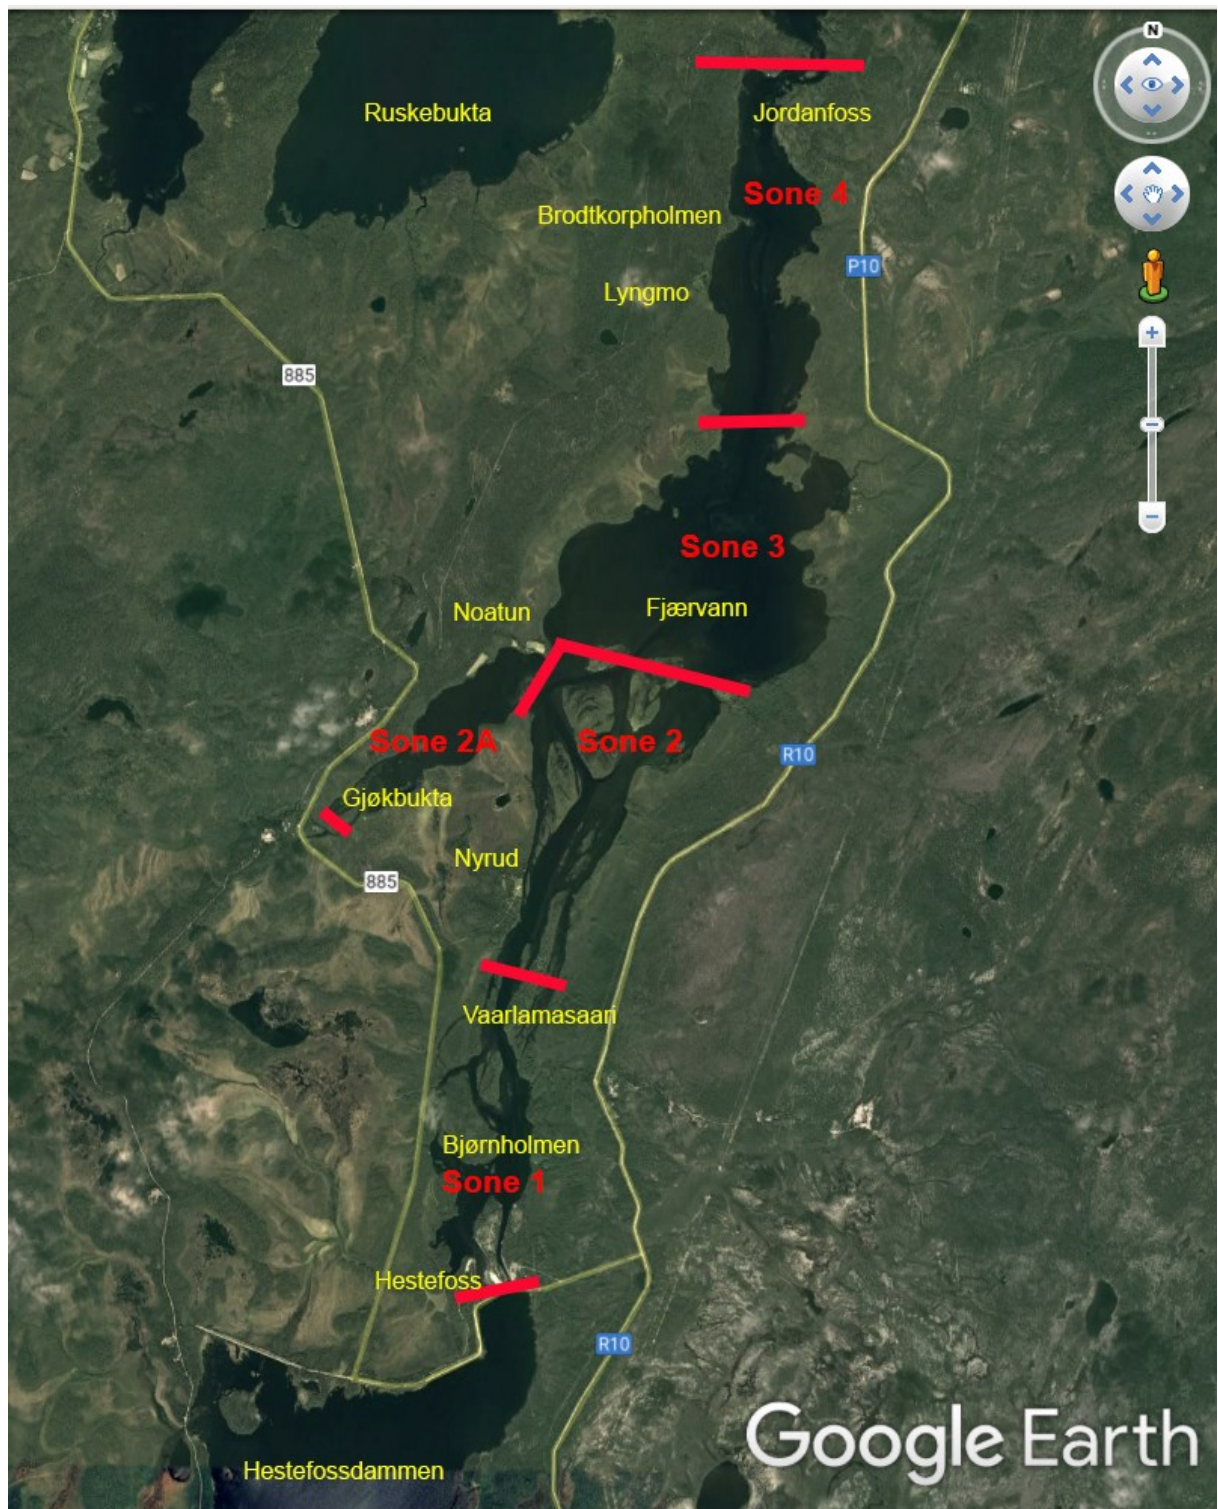 N
Ruskebukta
Jordanfoss
Sone 4
Brodtkorpholmen
P10
Lyngmo
885
Sone 3
Noatun
Fjærvann
Sone 2A
Sone 2
R10
Gjøkbukta
Nyrud
885
Vaarlamasaari
Bjørnholmen
Sone 1
Hestefoss
R10
Google Earth
Hestefossdammen